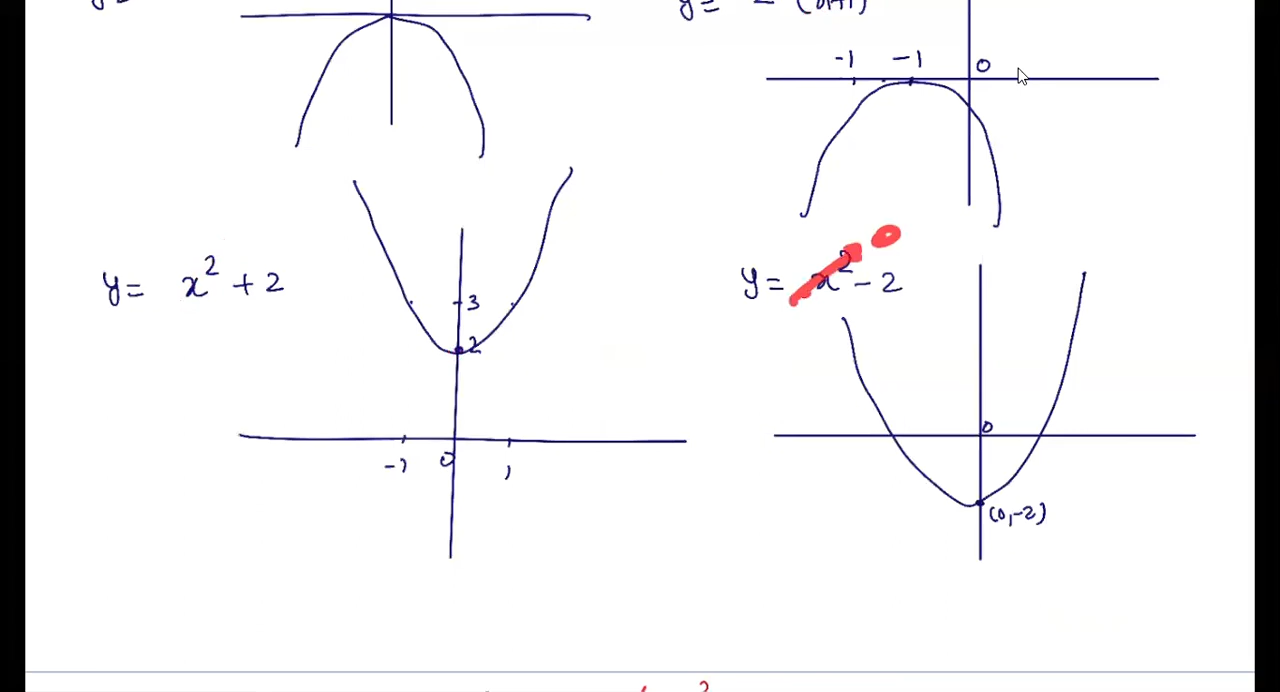 -1 -1 0
y = x² + 2
3
2
-1 0 1
y = x² - 2
0
(0,-2)